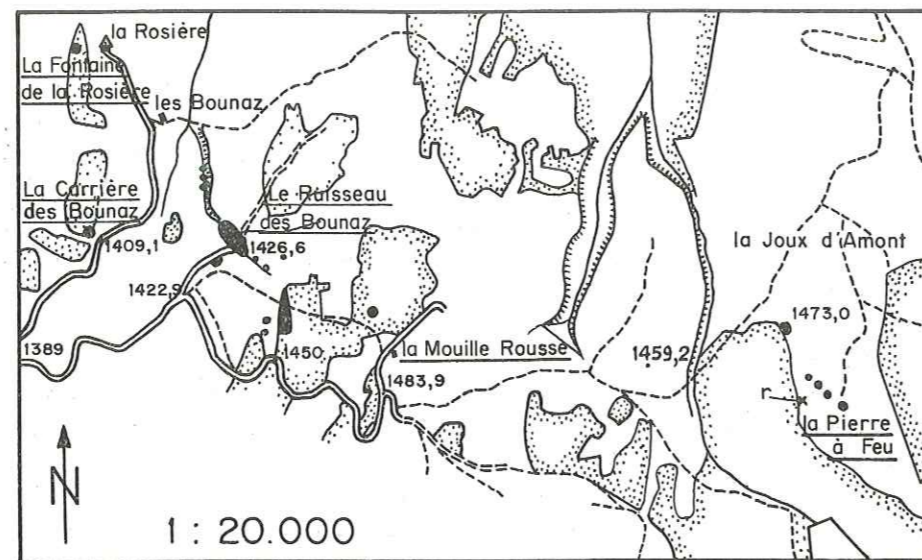 la Rosière
La Fontaine
de la Rosière
les Bounaz
La Carrière
des Bounaz
1409,1
Le Ruisseau
des Bounaz
1426,6
1422,9
1389
1450
la Mouille Rousse
1483,9
1459,2
la Joux d'Amont
1473,0
r
la Pierre
à Feu
N
1 : 20.000